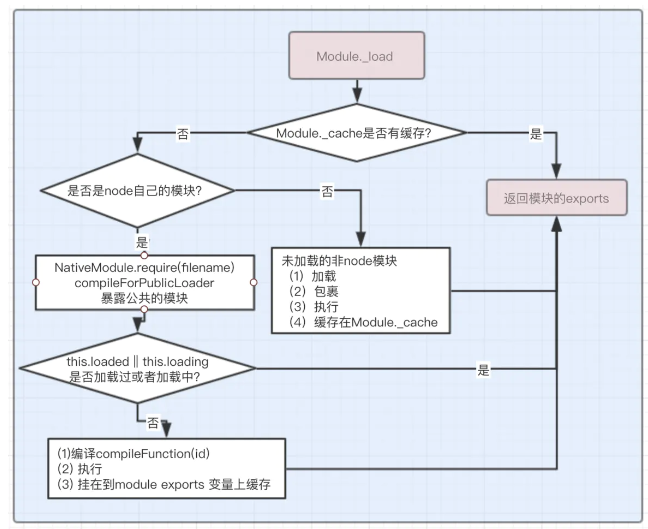 Module._load
Module._cache是否有缓存?
否
是
是否是node自己的模块?
否
返回模块的exports
是
NativeModule.require(filename)
compileForPublicLoader
暴露公共的模块
未加载的非node模块
（1）加载
（2）包裹
（3）执行
（4）缓存在Module._cache
this.loaded || this.loading
是否加载过或者加载中?
是
否
(1)编译compileFunction(id)
(2) 执行
(3) 挂在到module exports 变量上缓存